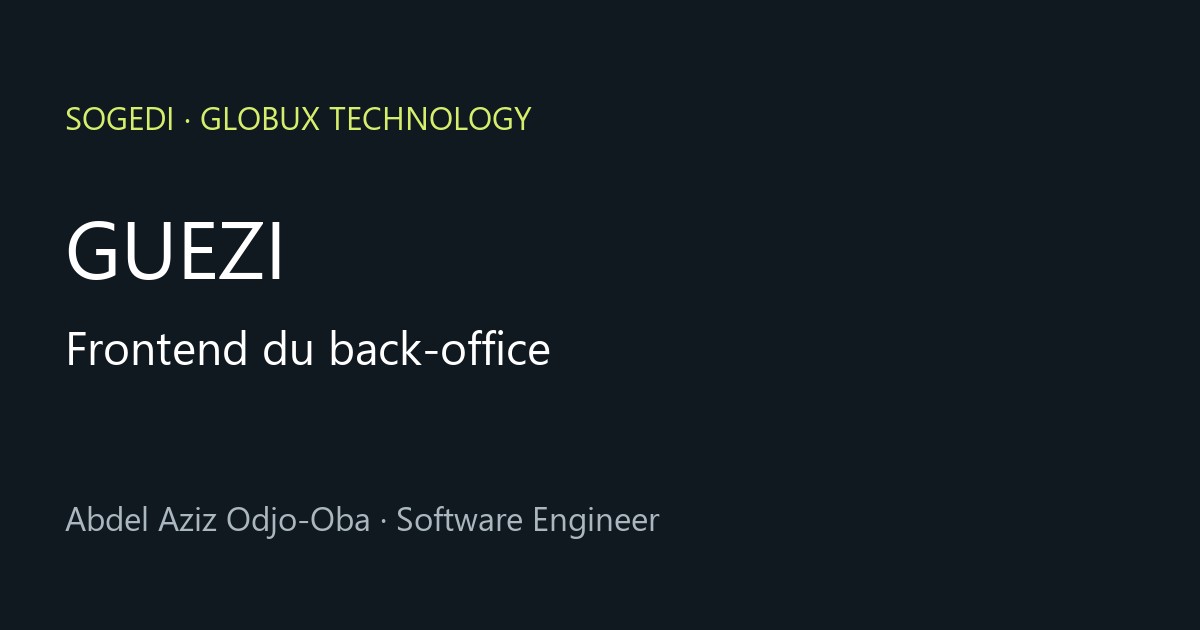 SOGEDI · GLOBUX TECHNOLOGY
GUEZI
Frontend du back-office
Abdel Aziz Odjo-Oba · Software Engineer